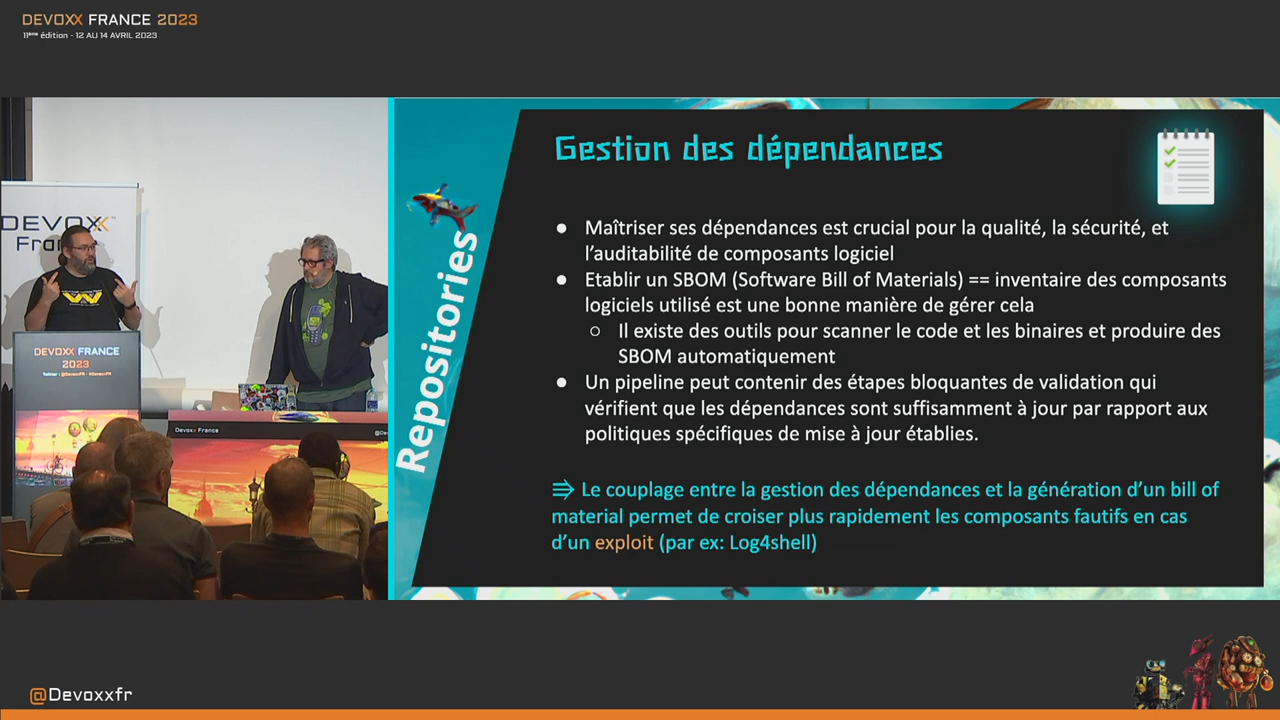 DEVOXX FRANCE 2023
11ème édition - 12 AU 14 AVRIL 2023
DEVOXX
Fran
DEVOXX FRANCE
2023
Twitter : @DevoxxFR - #DevoxxFR
Devoxx France
Repositories
Gestion des dépendances
● Maîtriser ses dépendances est crucial pour la qualité, la sécurité, et
l'auditabilité de composants logiciel
● Etablir un SBOM (Software Bill of Materials) == inventaire des composants
logiciels utilisé est une bonne manière de gérer cela
○ Il existe des outils pour scanner le code et les binaires et produire des
SBOM automatiquement
● Un pipeline peut contenir des étapes bloquantes de validation qui
vérifient que les dépendances sont suffisamment à jour par rapport aux
politiques spécifiques de mise à jour établies.
⇛ Le couplage entre la gestion des dépendances et la génération d'un bill of
material permet de croiser plus rapidement les composants fautifs en cas
d'un exploit (par ex: Log4shell)
@Devoxxfr